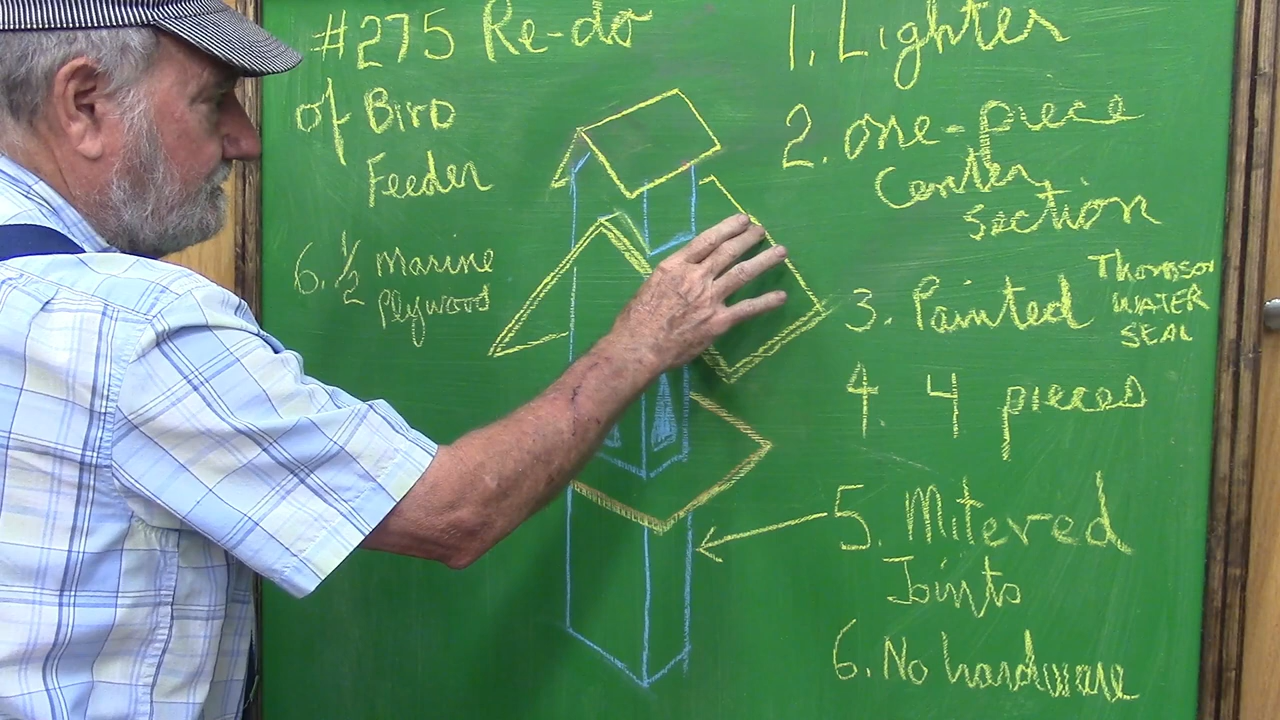 #275 Re-do
of Bird
Feeder
6. ½ Marine
Plywood
1. Lighter
2. one-piece
Center
section
3. Painted
Thomson
WATER
SEAL
4. 4 pieces
5. Mitered
Joints
6. No hardware